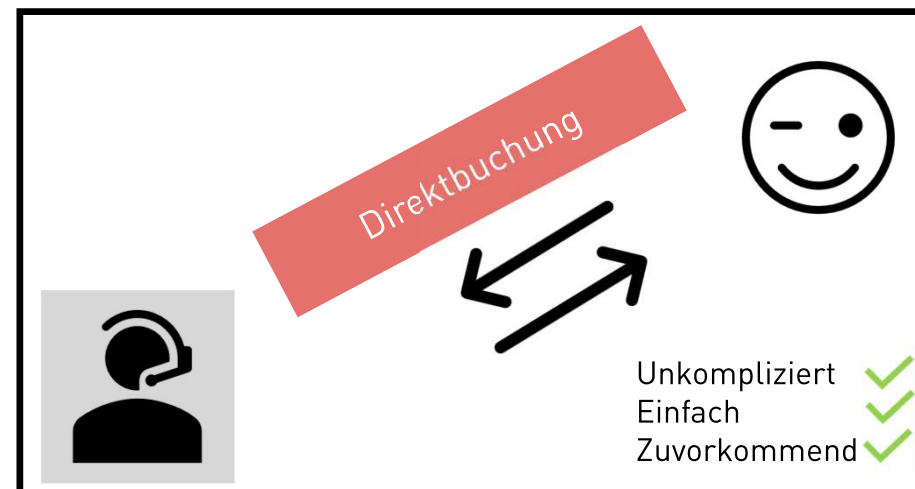 Direktbuchung
Unkompliziert
Einfach
Zuvorkommend